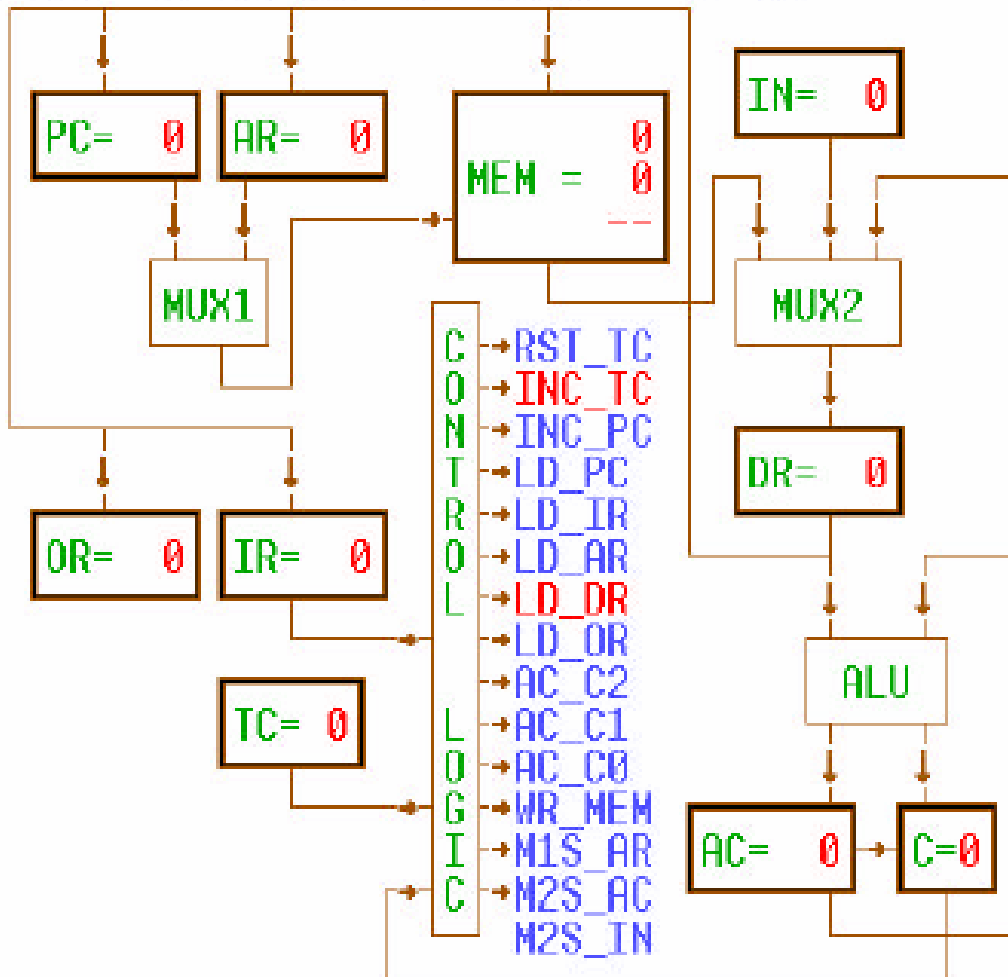 IN= 0
PC= 0
AR= 0
0
MEM = 0
--
MUX1
MUX2
CONTROL LOGIC
RST_TC
INC_TC
INC_PC
LD_PC
LD_IR
LD_AR
LD_DR
LD_OR
AC_C2
AC_C1
AC_C0
WR_MEM
M1S_AR
M2S_AC
M2S_IN
DR= 0
OR= 0
IR= 0
TC= 0
ALU
AC= 0
C=0